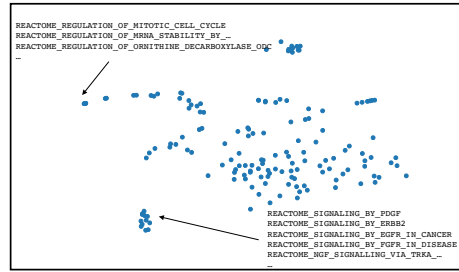 REACTOME_REGULATION_OF_MITOTIC_CELL_CYCLE
REACTOME_REGULATION_OF_MRNA_STABILITY_BY_…
REACTOME_REGULATION_OF_ORNITHINE_DECARBOXYLASE_ODC
…
REACTOME_SIGNALING_BY_PDGF
REACTOME_SIGNALING_BY_ERBB2
REACTOME_SIGNALING_BY_EGFR_IN_CANCER
REACTOME_SIGNALING_BY_FGFR_IN_DISEASE
REACTOME_NGF_SIGNALLING_VIA_TRKA_…
…